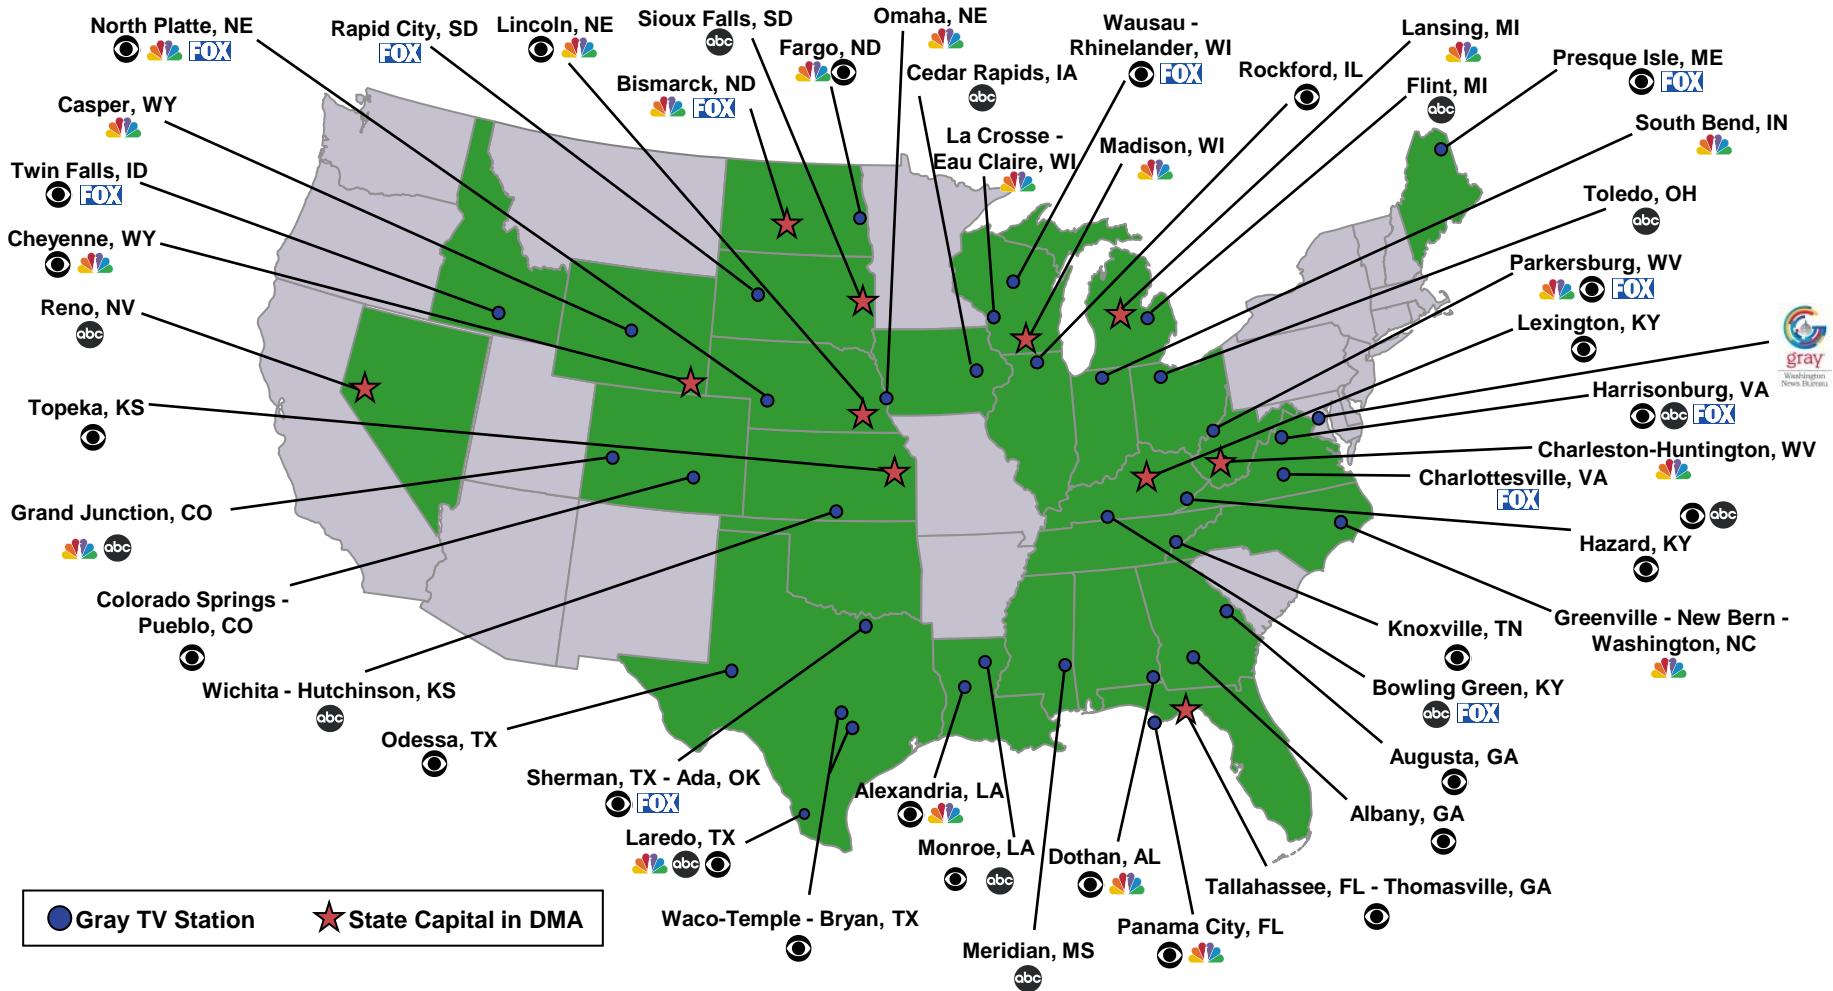 North Platte, NE
FOX
Rapid City, SD
FOX
Lincoln, NE
Sioux Falls, SD
abc
Omaha, NE
Fargo, ND
Bismarck, ND
FOX
Cedar Rapids, IA
abc
Wausau -
Rhinelander, WI
FOX
Rockford, IL
Lansing, MI
Flint, MI
abc
Presque Isle, ME
FOX
South Bend, IN
La Crosse -
Eau Claire, WI
Madison, WI
Casper, WY
Twin Falls, ID
FOX
Cheyenne, WY
Reno, NV
abc
Topeka, KS
Grand Junction, CO
abc
Colorado Springs -
Pueblo, CO
Wichita - Hutchinson, KS
abc
Odessa, TX
Sherman, TX - Ada, OK
FOX
Laredo, TX
abc
Waco-Temple - Bryan, TX
Alexandria, LA
Monroe, LA
abc
Meridian, MS
abc
Dothan, AL
Panama City, FL
Tallahassee, FL - Thomasville, GA
Albany, GA
Augusta, GA
Bowling Green, KY
abc FOX
Knoxville, TN
Greenville - New Bern -
Washington, NC
Hazard, KY
abc
Charlottesville, VA
FOX
Charleston-Huntington, WV
Harrisonburg, VA
abc FOX
gray
Washington
News Bureau
Lexington, KY
Parkersburg, WV
FOX
Toledo, OH
abc
Gray TV Station
State Capital in DMA